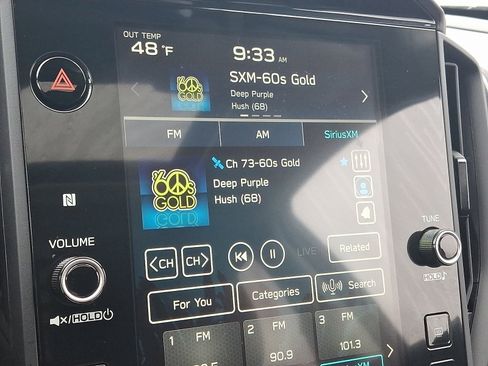 OUT TEMP
48 °F
9:33 AM
SXM-60s Gold
Deep Purple
Hush (68)
'60s GOLD
FM
AM
SiriusXM
Ch 73-60s Gold
Deep Purple
Hush (68)
'60s GOLD
VOLUME
TUNE
HOLD
<CH
CH>
LIVE
Related
HOLD
For You
Categories
Search
1 FM
2 FM
90.9
3 FM
101.3